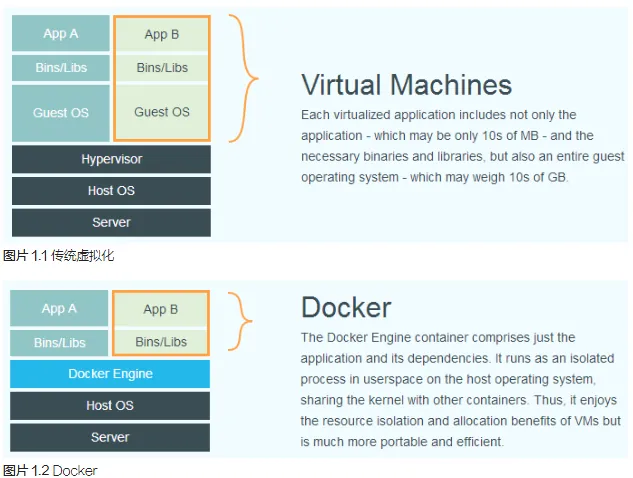 App A
App B
Bins/Libs
Bins/Libs
Guest OS
Guest OS
Hypervisor
Host OS
Server
Virtual Machines
Each virtualized application includes not only the
application - which may be only 10s of MB - and the
necessary binaries and libraries, but also an entire guest
operating system - which may weigh 10s of GB.
图片 1.1 传统虚拟化
App A
App B
Bins/Libs
Bins/Libs
Docker Engine
Host OS
Server
Docker
The Docker Engine container comprises just the
application and its dependencies. It runs as an isolated
process in userspace on the host operating system,
sharing the kernel with other containers. Thus, it enjoys
the resource isolation and allocation benefits of VMs but
is much more portable and efficient.
图片 1.2 Docker